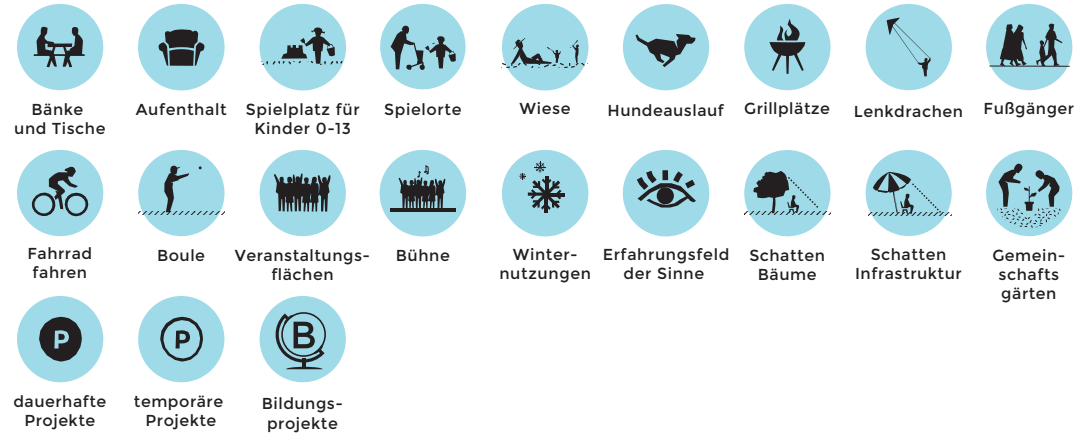 Bänke
und Tische
Aufenthalt
Spielplatz für
Kinder 0-13
Spielorte
Wiese
Hundeauslauf
Grillplätze
Lenkdrachen
Fußgänger
Fahrrad
fahren
Boule
Veranstaltungs-
flächen
Bühne
Winter-
nutzungen
Erfahrungsfeld
der Sinne
Schatten
Bäume
Schatten
Infrastruktur
Gemein-
schafts
gärten
P
dauerhafte
Projekte
P
temporäre
Projekte
B
Bildungs-
projekte